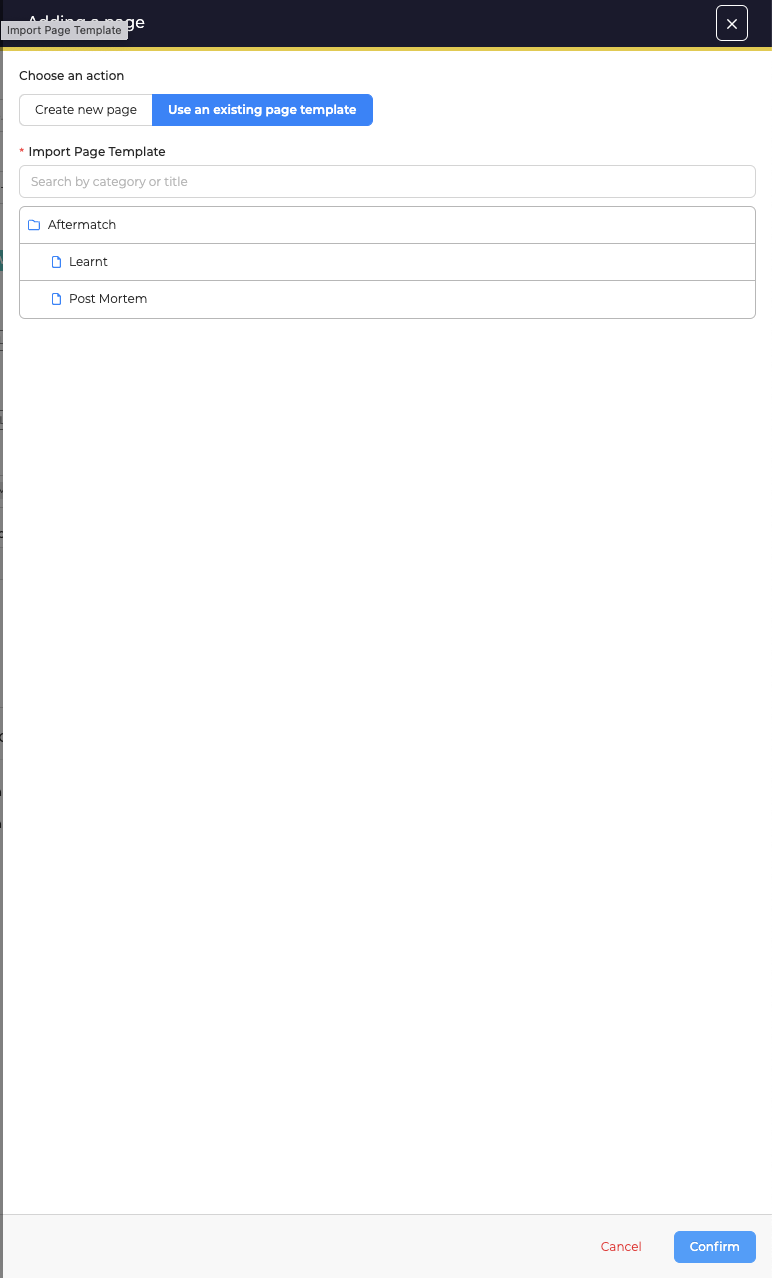 Adding a page
Import Page Template
Choose an action
Create new page
Use an existing page template
* Import Page Template
Search by category or title
Aftermatch
Learnt
Post Mortem
Cancel
Confirm